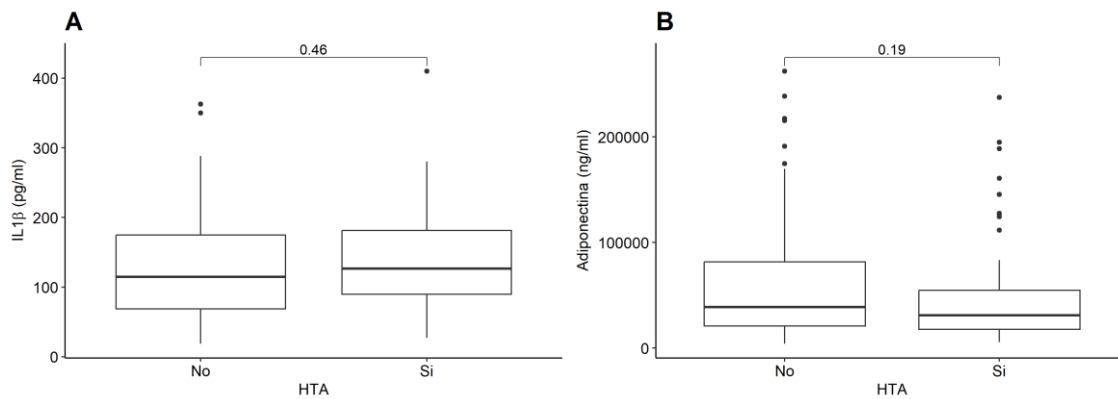 A
0.46
400
300
200
100
0
IL1β (pg/ml)
No
Si
HTA
B
0.19
200000
100000
0
Adiponectina (ng/ml)
No
Si
HTA